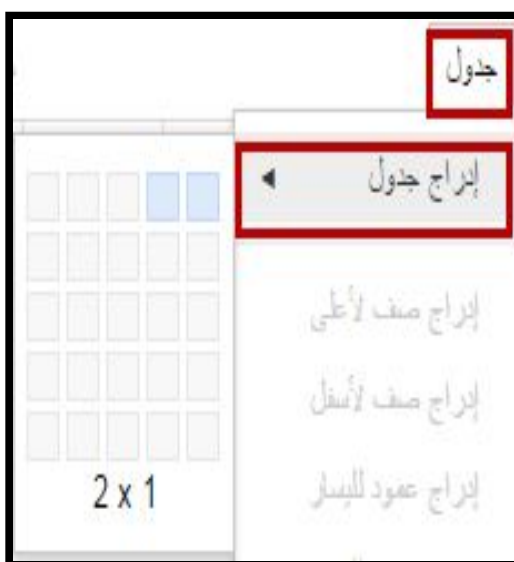 جدول
إدراج جدول
إدراج صف لأعلى
إدراج صف لأسفل
إدراج عمود لليسار
2 x 1